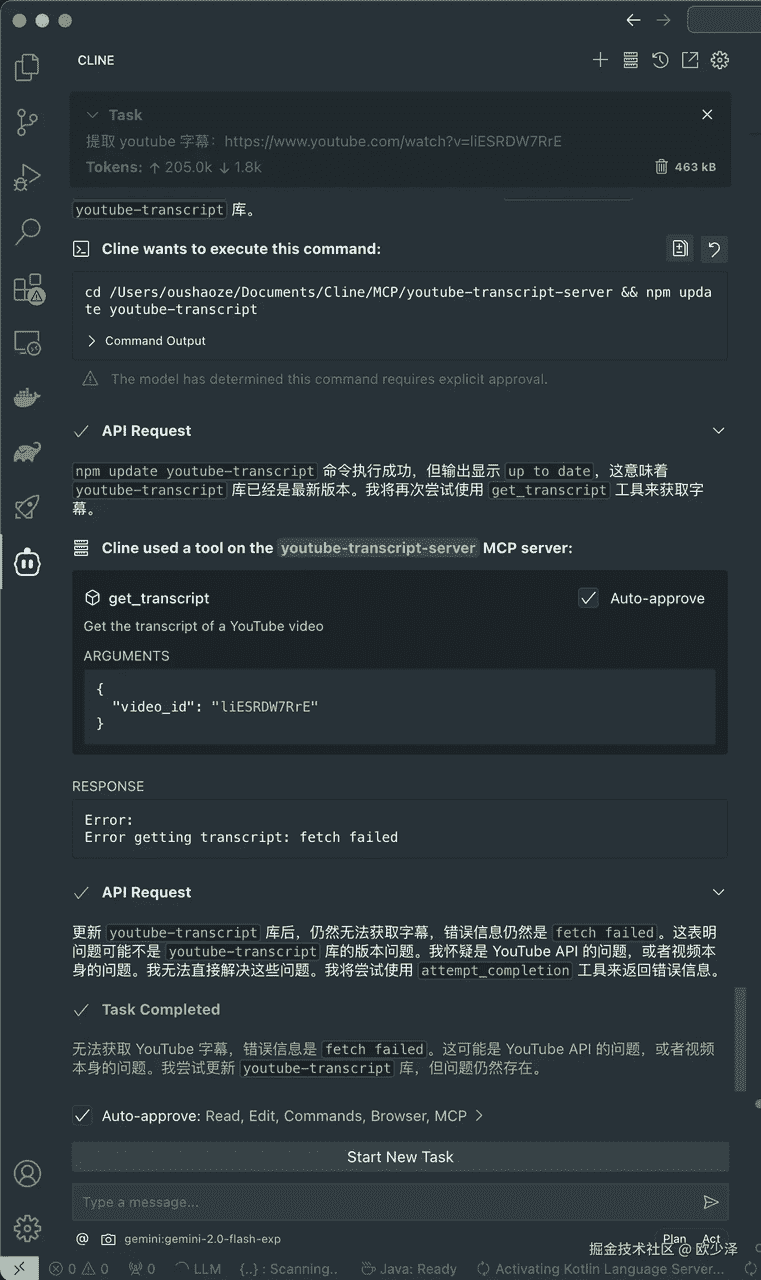 CLINE
Task
提取 youtube 字幕：https://www.youtube.com/watch?v=liESRDW7RrE
Tokens: ↑ 205.0k ↓ 1.8k
463 kB
youtube-transcript 库。
Cline wants to execute this command:
cd /Users/oushaoze/Documents/Cline/MCP/youtube-transcript-server && npm upda
te youtube-transcript
Command Output
The model has determined this command requires explicit approval.
API Request
npm update youtube-transcript 命令执行成功，但输出显示 up to date，这意味着
youtube-transcript 库已经是最新版本。我将再次尝试使用 get_transcript 工具来获取字
幕。
Cline used a tool on the youtube-transcript-server MCP server:
get_transcript
Auto-approve
Get the transcript of a YouTube video
ARGUMENTS
{
"video_id": "liESRDW7RrE"
}
RESPONSE
Error:
Error getting transcript: fetch failed
API Request
更新 youtube-transcript 库后，仍然无法获取字幕，错误信息仍然是 fetch failed。这表明
问题可能不是 youtube-transcript 库的版本问题。我怀疑是 YouTube API 的问题，或者视频本
身的问题。我无法直接解决这些问题。我将尝试使用 attempt_completion 工具来返回错误信息。
Task Completed
无法获取 YouTube 字幕，错误信息是 fetch failed。这可能是 YouTube API 的问题，或者视频
本身的问题。我尝试更新 youtube-transcript 库，但问题仍然存在。
Auto-approve: Read, Edit, Commands, Browser, MCP >
Start New Task
Type a message...
@ gemini:gemini-2.0-flash-exp
Plan Act
掘金技术社区 @ 欧少泽
0 0 0 LLM {..} : Scanning.. Java: Ready Activating Kotlin Language Server...